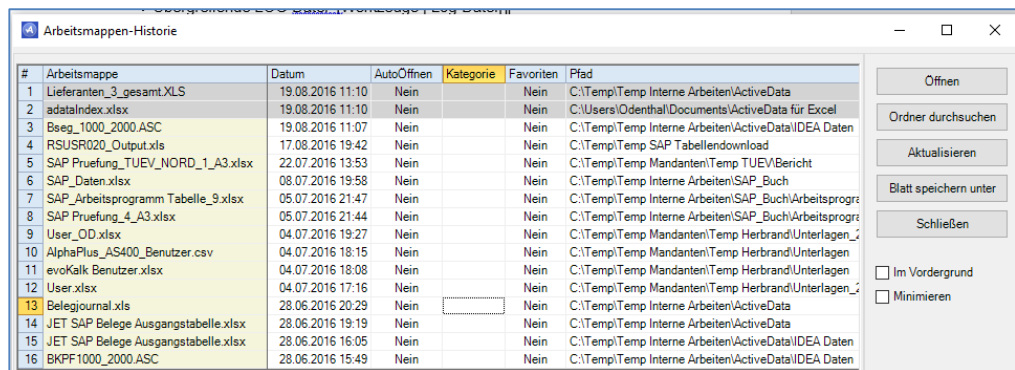 Arbeitsmappen-Historie
# Arbeitsmappe Datum AutoÖffnen Kategorie Favoriten Pfad
1 Lieferanten_3_gesamt.XLS 19.08.2016 11:10 Nein Nein C:\Temp\Temp Interne Arbeiten\ActiveData
2 adataIndex.xlsx 19.08.2016 11:10 Nein Nein C:\Users\Odenthal\Documents\ActiveData für Excel
3 Bseg_1000_2000.ASC 19.08.2016 11:07 Nein Nein C:\Temp\Temp Interne Arbeiten\ActiveData\IDEA Daten
4 RSUSR020_Output.xls 17.08.2016 19:42 Nein Nein C:\Temp\Temp SAP Tabellendownload
5 SAP Pruefung_TUEV_NORD_1_A3.xlsx 22.07.2016 13:53 Nein Nein C:\Temp\Temp Mandanten\Temp TUEV\Bericht
6 SAP_Daten.xlsx 08.07.2016 19:58 Nein Nein C:\Temp\Temp Interne Arbeiten\SAP_Buch
7 SAP_Arbeitsprogramm Tabelle_9.xlsx 05.07.2016 21:47 Nein Nein C:\Temp\Temp Interne Arbeiten\SAP_Buch\Arbeitsprogra
8 SAP Pruefung_4_A3.xlsx 05.07.2016 21:44 Nein Nein C:\Temp\Temp Interne Arbeiten\SAP_Buch\Arbeitsprogra
9 User_OD.xlsx 04.07.2016 19:27 Nein Nein C:\Temp\Temp Mandanten\Temp Herbrand\Unterlagen_2
10 AlphaPlus_AS400_Benutzer.csv 04.07.2016 18:15 Nein Nein C:\Temp\Temp Mandanten\Temp Herbrand\Unterlagen
11 evoKalk Benutzer.xlsx 04.07.2016 18:08 Nein Nein C:\Temp\Temp Mandanten\Temp Herbrand\Unterlagen
12 User.xlsx 04.07.2016 17:16 Nein Nein C:\Temp\Temp Mandanten\Temp Herbrand\Unterlagen_2
13 Belegjournal.xls 28.06.2016 20:29 Nein Nein C:\Temp\Temp Interne Arbeiten\ActiveData
14 JET SAP Belege Ausgangstabelle.xlsx 28.06.2016 19:19 Nein Nein C:\Temp\Temp Interne Arbeiten\ActiveData
15 JET SAP Belege Ausgangstabelle.xlsx 28.06.2016 16:05 Nein Nein C:\Temp\Temp Interne Arbeiten\ActiveData\IDEA Daten
16 BKPF1000_2000.ASC 28.06.2016 15:49 Nein Nein C:\Temp\Temp Interne Arbeiten\ActiveData\IDEA Daten
Öffnen
Ordner durchsuchen
Aktualisieren
Blatt speichern unter
Schließen
Im Vordergrund
Minimieren